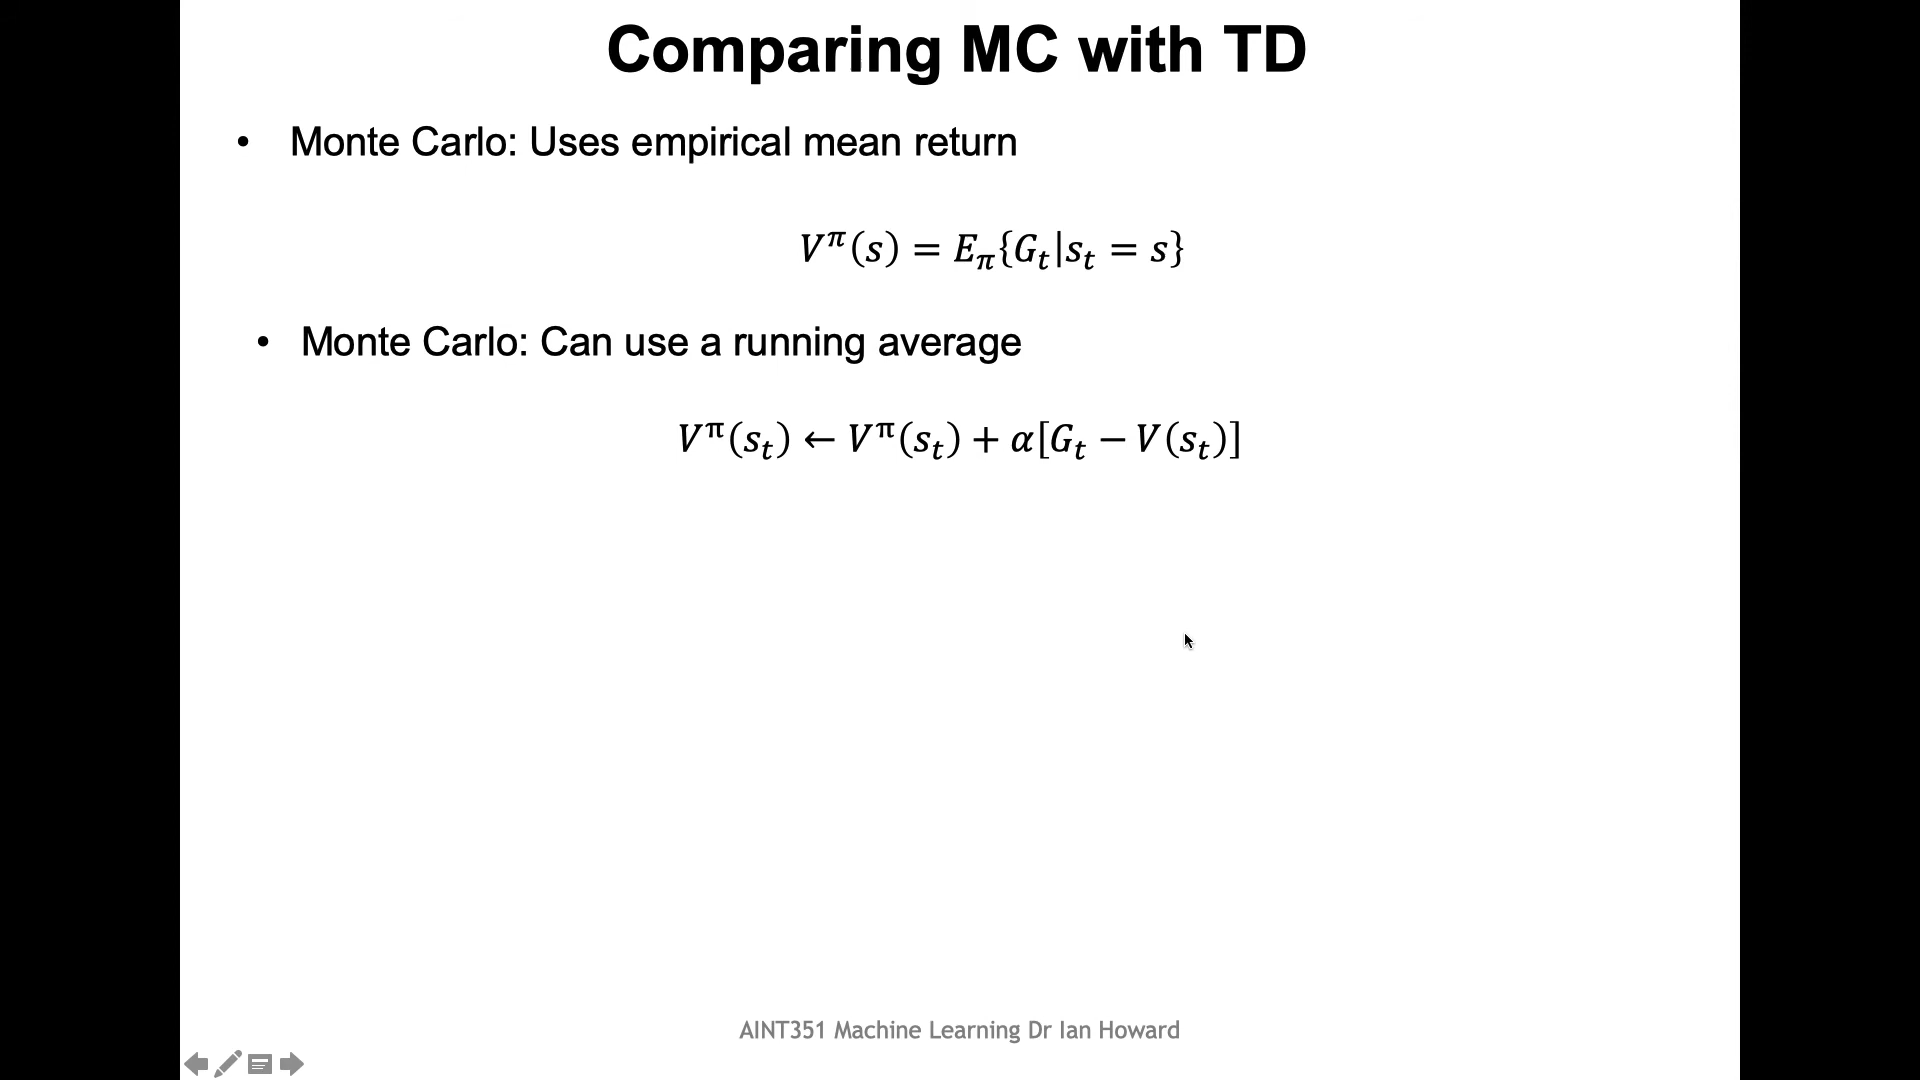 Comparing MC with TD
• Monte Carlo: Uses empirical mean return
V^π(s) = E_π{G_t|s_t = s}
• Monte Carlo: Can use a running average
V^π(s_t) ← V^π(s_t) + α[G_t − V(s_t)]
AINT351 Machine Learning Dr Ian Howard